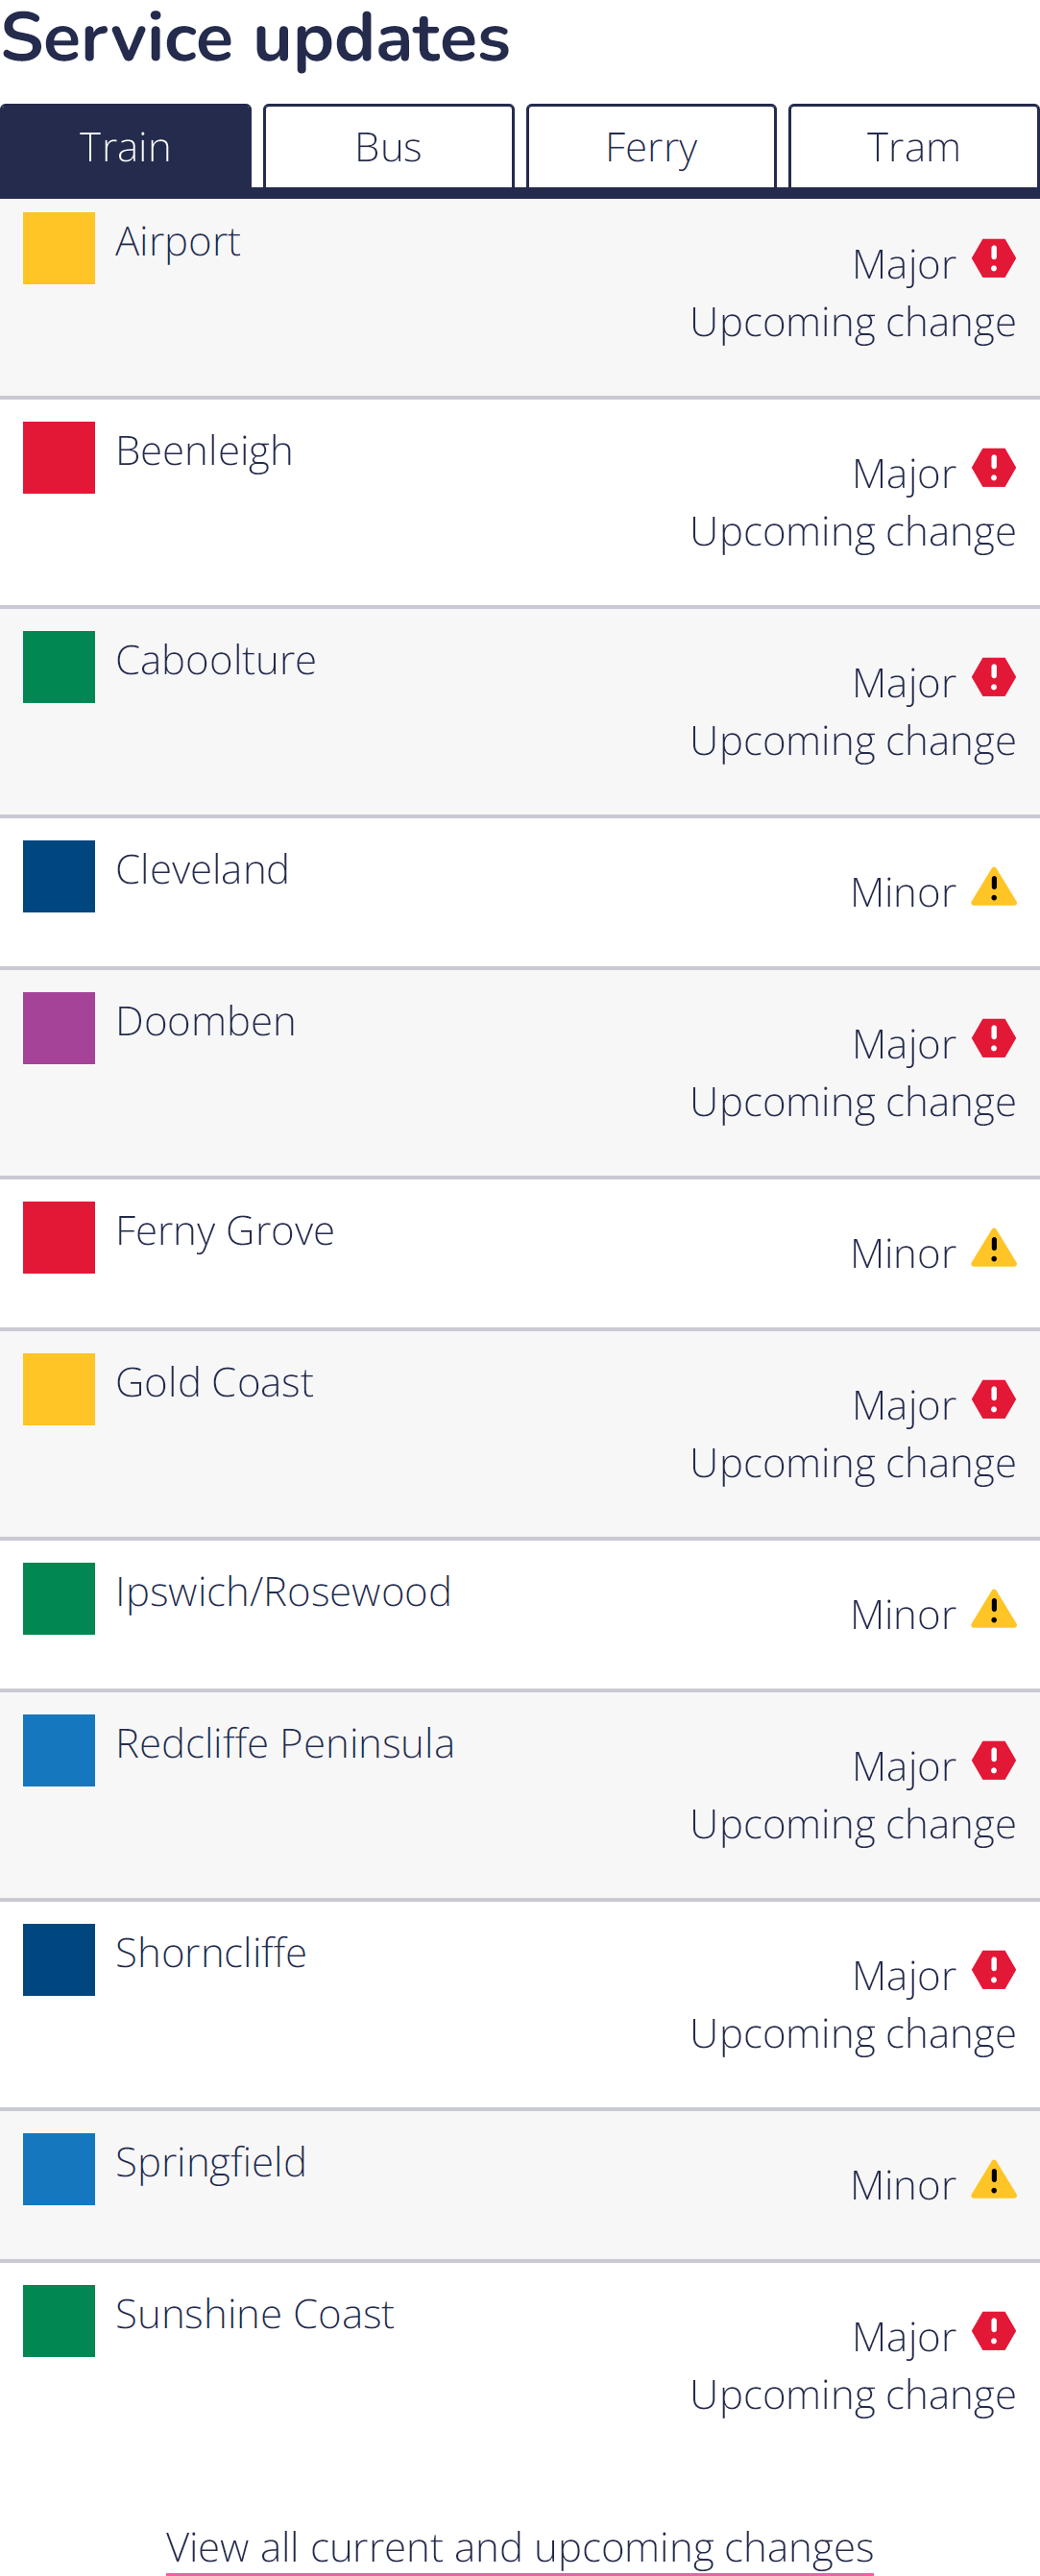 Service updates
Train
Bus
Ferry
Tram
Airport
Major
Upcoming change
Beenleigh
Major
Upcoming change
Caboolture
Major
Upcoming change
Cleveland
Minor
Doomben
Major
Upcoming change
Ferny Grove
Minor
Gold Coast
Major
Upcoming change
Ipswich/Rosewood
Minor
Redcliffe Peninsula
Major
Upcoming change
Shorncliffe
Major
Upcoming change
Springfield
Minor
Sunshine Coast
Major
Upcoming change
View all current and upcoming changes